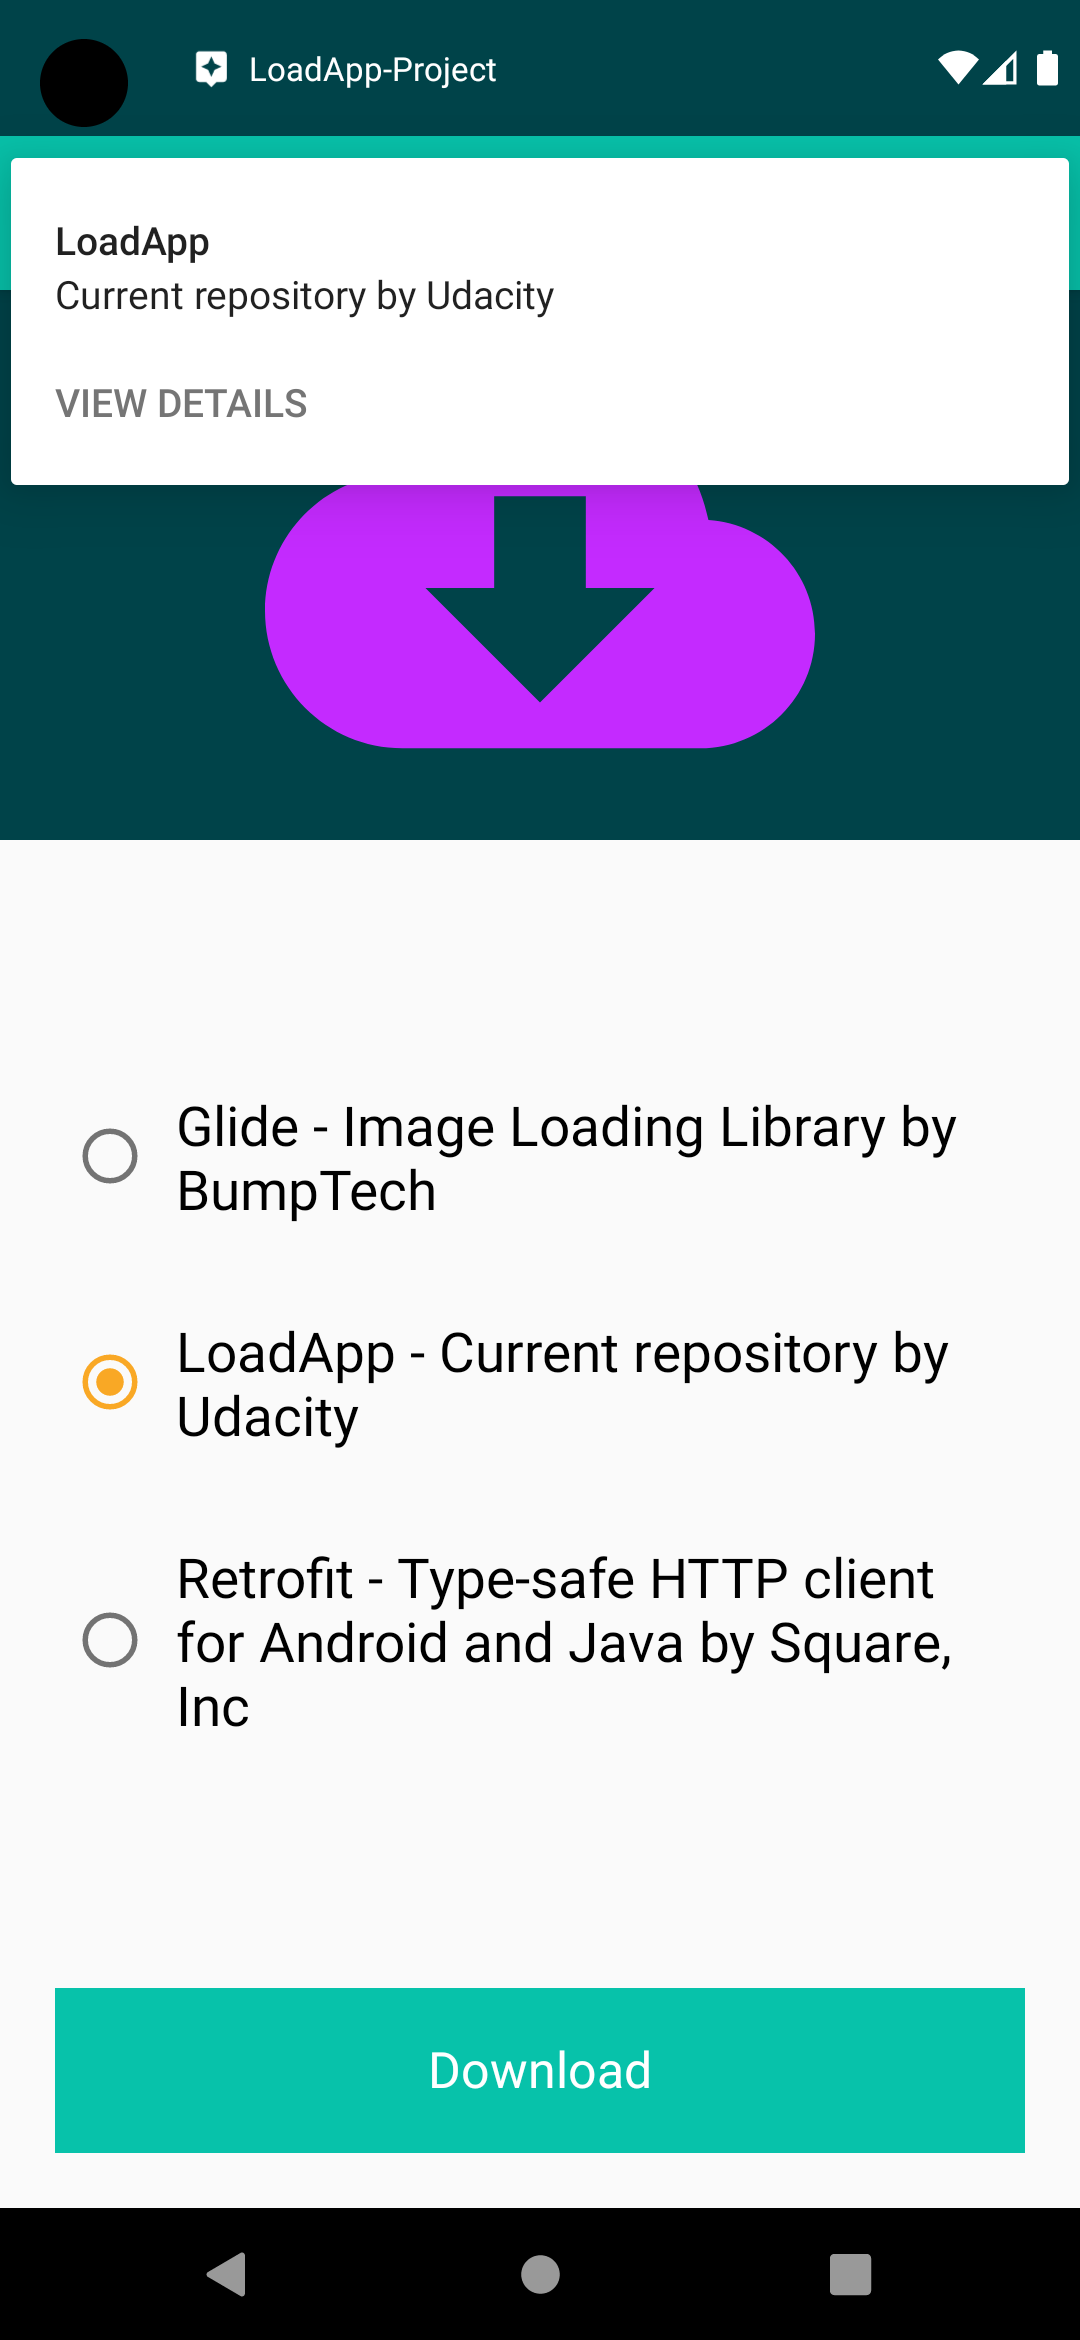 LoadApp-Project
LoadApp
Current repository by Udacity
VIEW DETAILS
Glide - Image Loading Library by
BumpTech
LoadApp - Current repository by
Udacity
Retrofit - Type-safe HTTP client
for Android and Java by Square,
Inc
Download